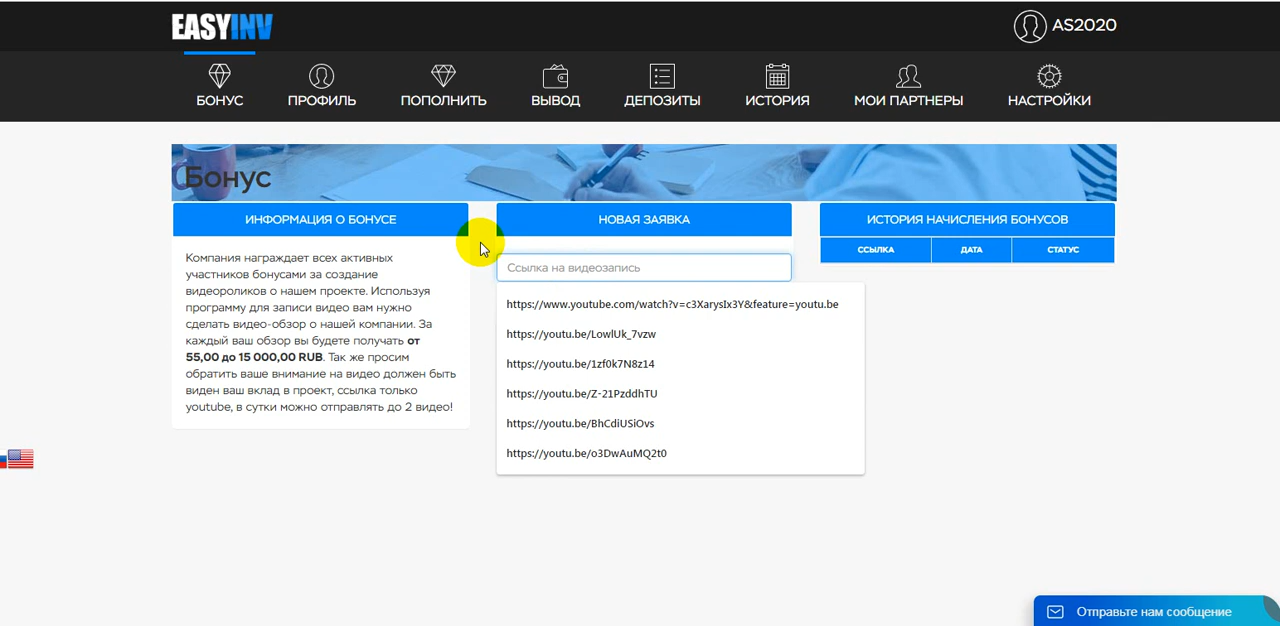 EASYINV
AS2020
БОНУС
ПРОФИЛЬ
ПОПОЛНИТЬ
ВЫВОД
ДЕПОЗИТЫ
ИСТОРИЯ
МОИ ПАРТНЕРЫ
НАСТРОЙКИ
Бонус
ИНФОРМАЦИЯ О БОНУСЕ
Компания награждает всех активных
участников бонусами за создание
видеороликов о нашем проекте. Используя
программу для записи видео вам нужно
сделать видео-обзор о нашей компании. За
каждый ваш обзор вы будете получать от
55,00 до 15 000,00 RUB. Так же просим
обратить ваше внимание на видео должен быть
виден ваш вклад в проект, ссылка только
youtube, в сутки можно отправлять до 2 видео!
НОВАЯ ЗАЯВКА
Ссылка на видеозапись
https://www.youtube.com/watch?v=c3XarysIx3Y&feature=youtu.be
https://youtu.be/LowlUk_7vzw
https://youtu.be/1zf0k7N8z14
https://youtu.be/Z-21PzddhTU
https://youtu.be/BhCdiUSiOvs
https://youtu.be/o3DwAuMQ2t0
ИСТОРИЯ НАЧИСЛЕНИЯ БОНУСОВ
ССЫЛКА
ДАТА
СТАТУС
Отправьте нам сообщение